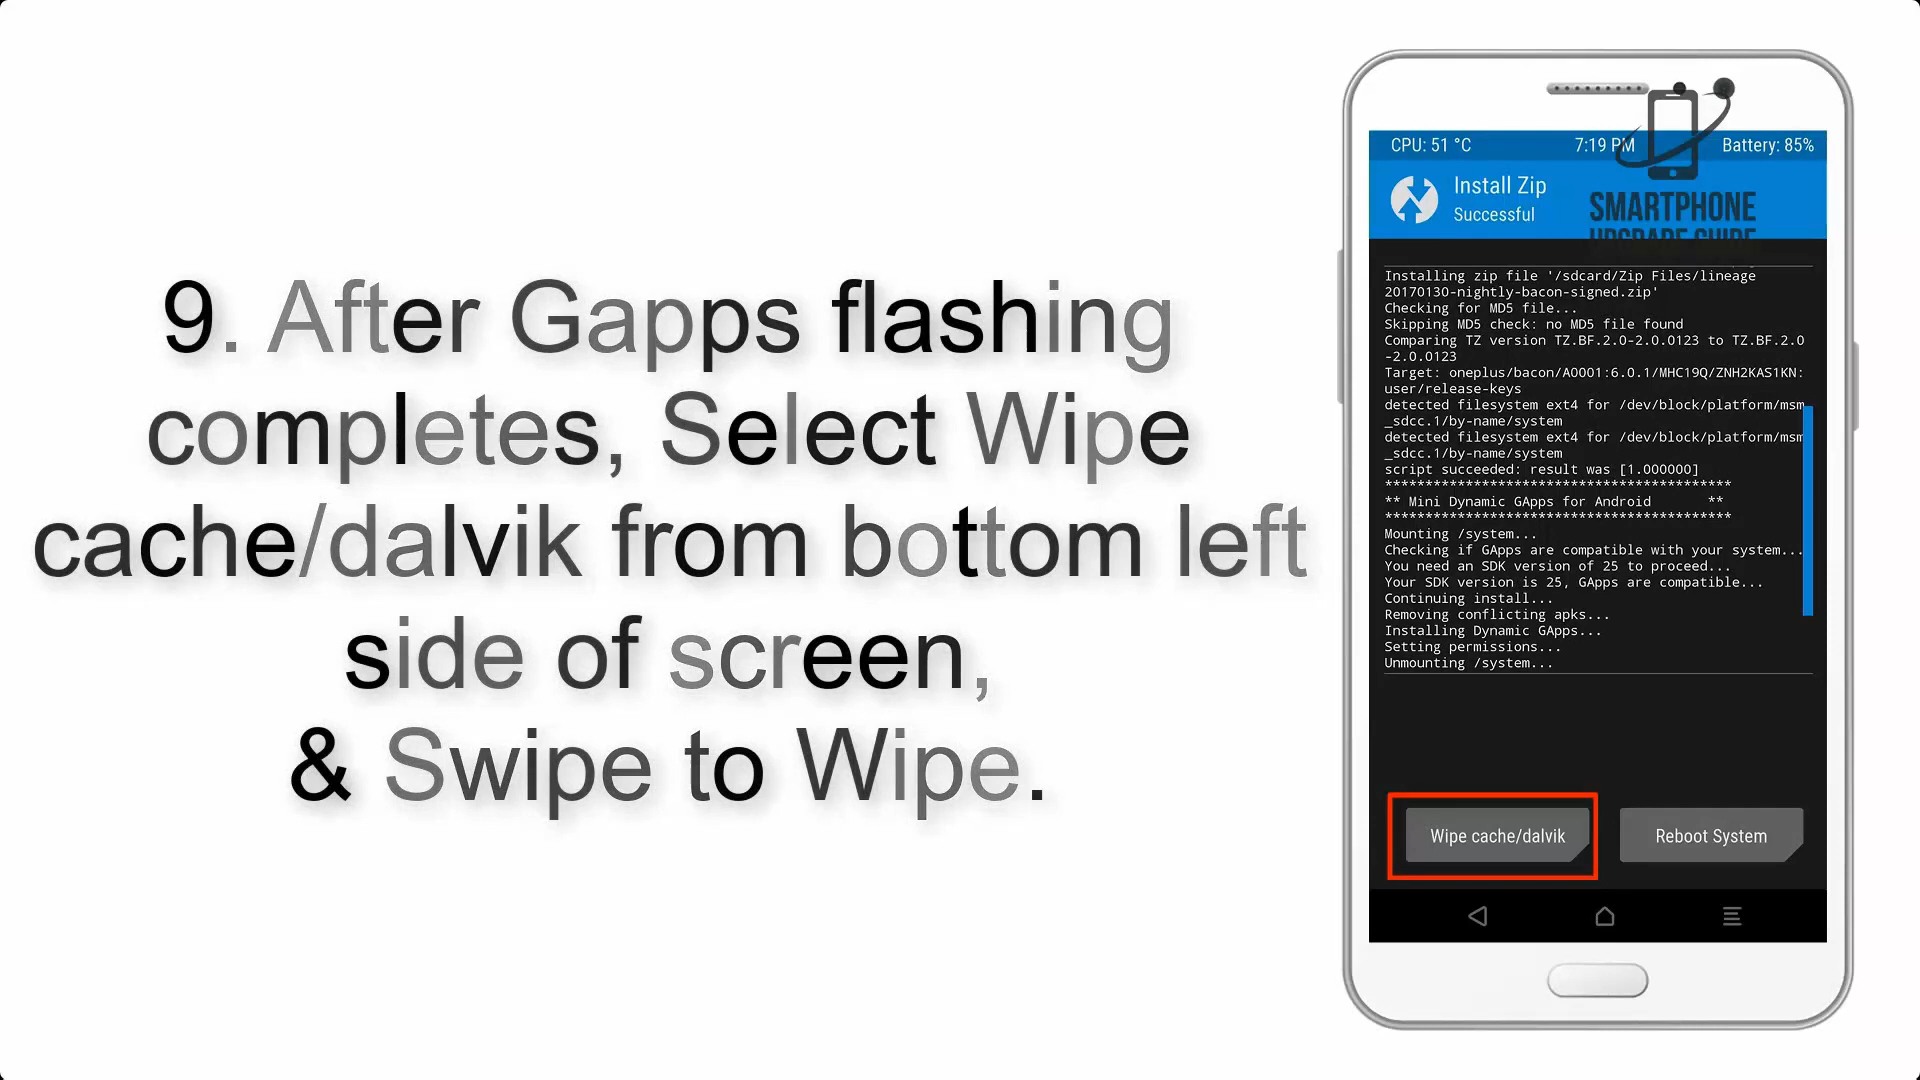 9. After Gapps flashing
completes, Select Wipe
cache/dalvik from bottom left
side of screen,
& Swipe to Wipe.
CPU: 51 °C 7:19 PM Battery: 85%
Install Zip
Successful
SMARTPHONE
UPGRADE GUIDE
Installing zip file '/sdcard/Zip Files/lineage
20170130-nightly-bacon-signed.zip'
Checking for MD5 file...
Skipping MD5 check: no MD5 file found
Comparing TZ version TZ.BF.2.0-2.0.0123 to TZ.BF.2.0
-2.0.0123
Target: oneplus/bacon/A0001:6.0.1/MHC19Q/ZNH2KAS1KN:
user/release-keys
detected filesystem ext4 for /dev/block/platform/msm
_sdcc.1/by-name/system
detected filesystem ext4 for /dev/block/platform/msm
_sdcc.1/by-name/system
script succeeded: result was [1.000000]
*******************************************
** Mini Dynamic GApps for Android **
*******************************************
Mounting /system...
Checking if GApps are compatible with your system...
You need an SDK version of 25 to proceed...
Your SDK version is 25, GApps are compatible...
Continuing install...
Removing conflicting apks...
Installing Dynamic GApps...
Setting permissions...
Unmounting /system...
Wipe cache/dalvik Reboot System